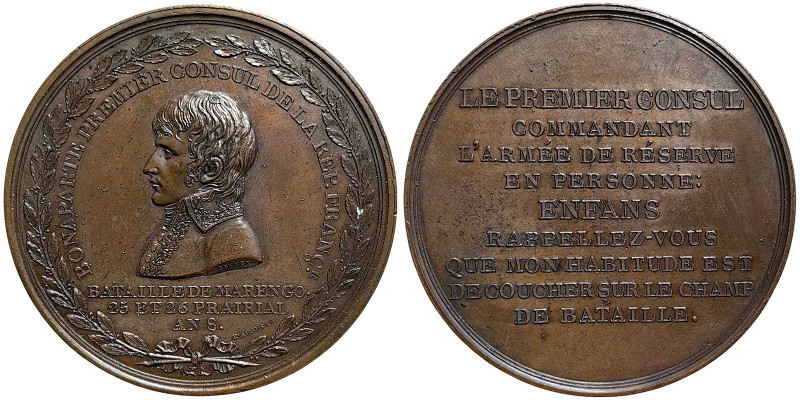 BONAPARTE PREMIER CONSUL DE LA REP. FRANC.SE
BATAILLE DE MARENGO.
25 ET 26 PRAIRIAL
AN 8.
LE PREMIER CONSUL
COMMANDANT
L'ARMÉE DE RÉSERVE
EN PERSONNE:
ENFANS
RAPPELLEZ-VOUS
QUE MON HABITUDE EST
DE COUCHER SUR LE CHAMP
DE BATAILLE.